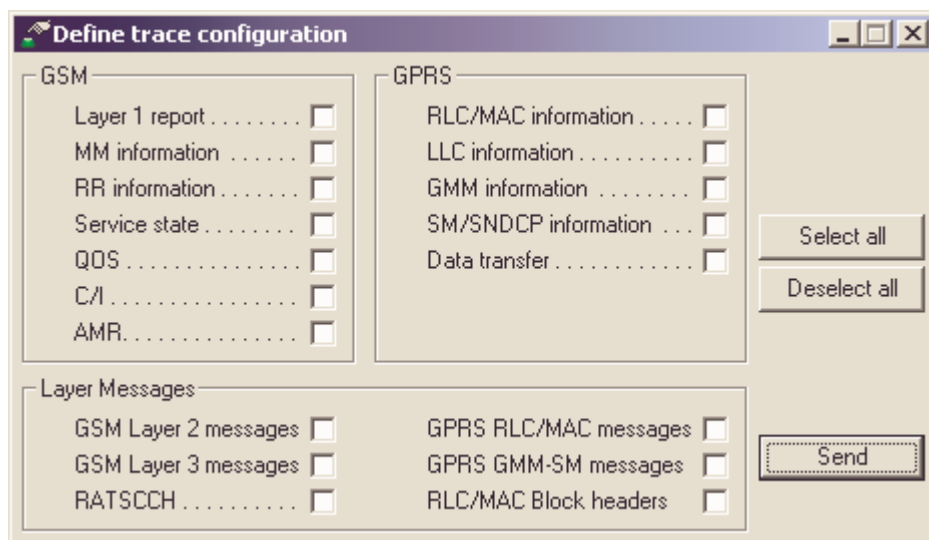 Define trace configuration
GSM
Layer 1 report . . . . . . . .
MM information . . . . . .
RR information . . . . . . .
Service state . . . . . . . .
QOS . . . . . . . . . . . . . . .
C/I . . . . . . . . . . . . . . . .
AMR. . . . . . . . . . . . . . .
GPRS
RLC/MAC information . . . . .
LLC information . . . . . . . . . .
GMM information . . . . . . . .
SM/SNDCP information . . .
Data transfer . . . . . . . . . . . .
Select all
Deselect all
Layer Messages
GSM Layer 2 messages
GSM Layer 3 messages
RATSCCH . . . . . . . . . .
GPRS RLC/MAC messages
GPRS GMM-SM messages
RLC/MAC Block headers
Send